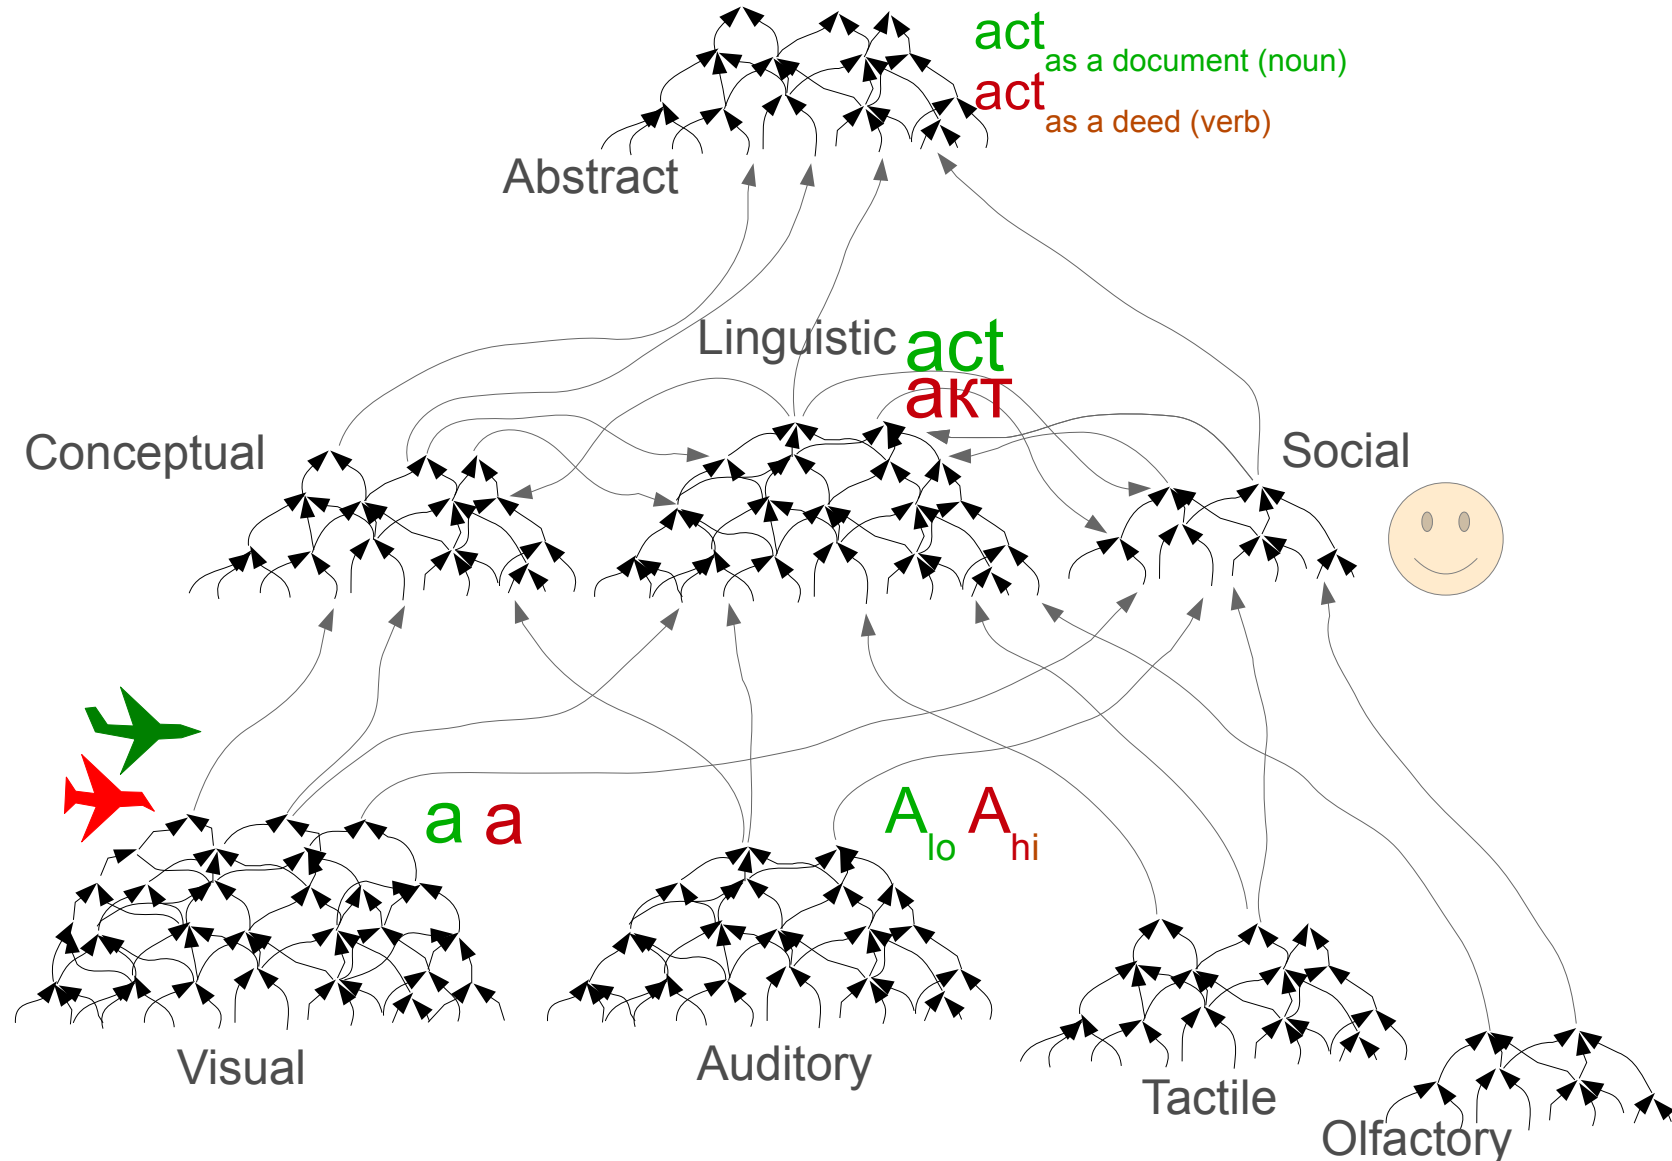 act as a document (noun)
act as a deed (verb)
Abstract
Linguistic act
акт
Conceptual
Social
a a
A lo A hi
Visual
Auditory
Tactile
Olfactory